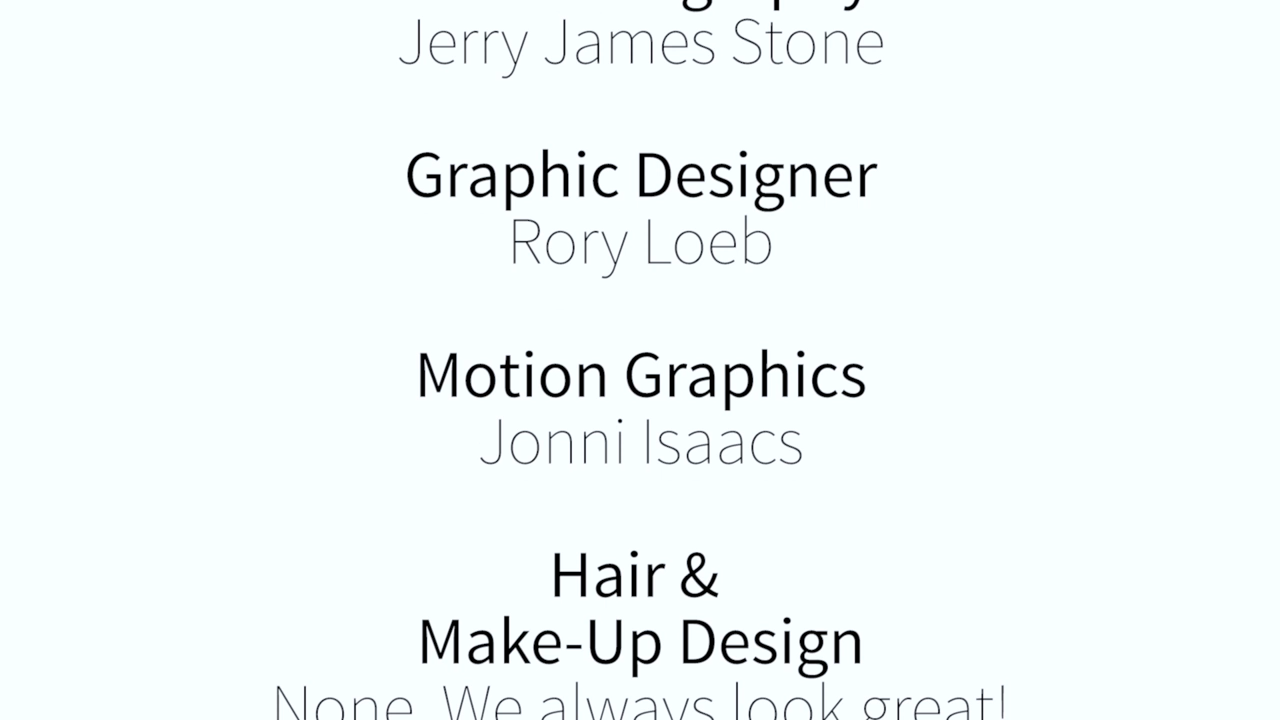 Jerry James Stone
Graphic Designer
Rory Loeb
Motion Graphics
Jonni Isaacs
Hair &
Make-Up Design
None. We always look great!